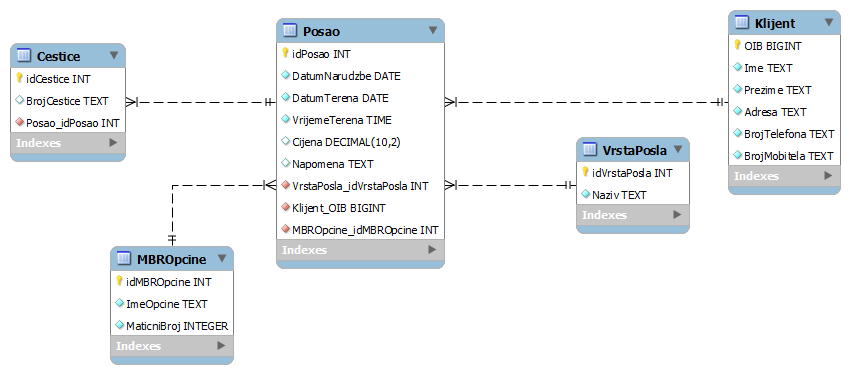 Cestice
idCestice INT
BrojCestice TEXT
Posao_idPosao INT
Indexes
Posao
idPosao INT
DatumNarudzbe DATE
DatumTerena DATE
VrijemeTerena TIME
Cijena DECIMAL(10,2)
Napomena TEXT
VrstaPosla_idVrstaPosla INT
Klijent_OIB BIGINT
MBROpcine_idMBROpcine INT
Indexes
Klijent
OIB BIGINT
Ime TEXT
Prezime TEXT
Adresa TEXT
BrojTelefona TEXT
BrojMobitela TEXT
Indexes
VrstaPosla
idVrstaPosla INT
Naziv TEXT
Indexes
MBROpcine
idMBROpcine INT
ImeOpcine TEXT
MaticniBroj INTEGER
Indexes